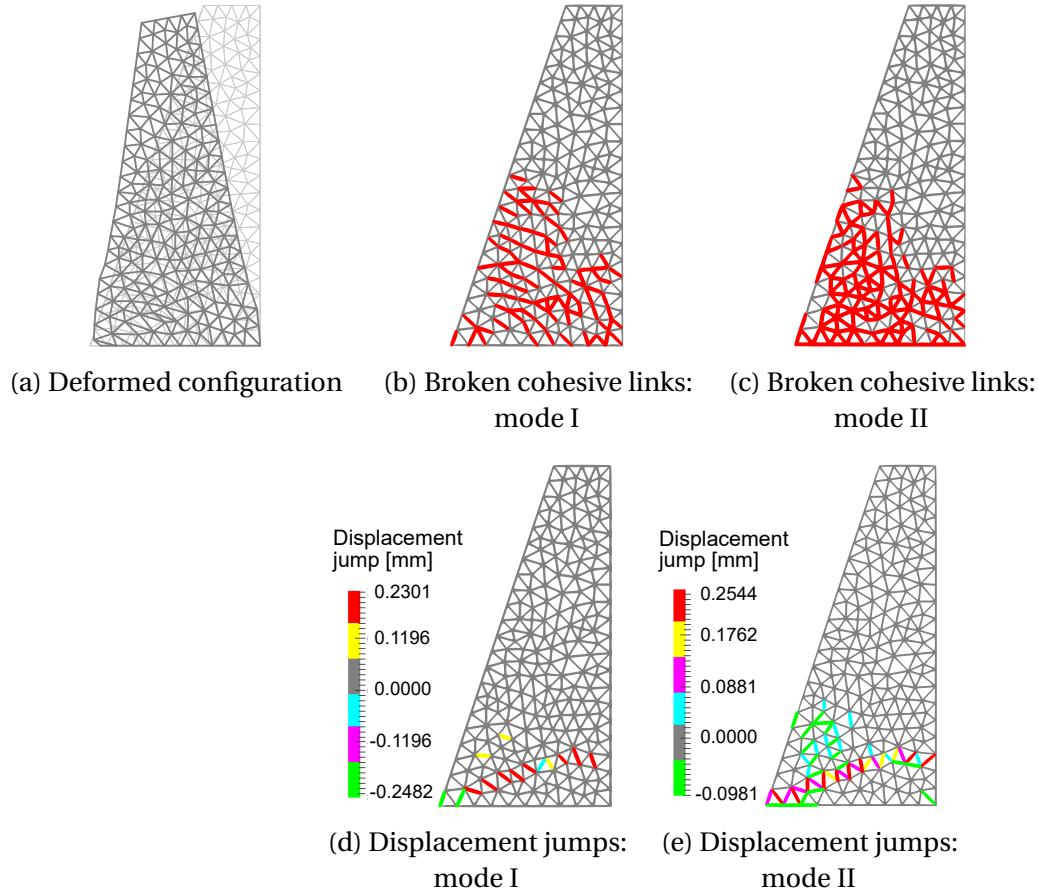 (a) Deformed configuration
(b) Broken cohesive links:
mode I
(c) Broken cohesive links:
mode II
Displacement
jump [mm]
0.2301
0.1196
0.0000
-0.1196
-0.2482
(d) Displacement jumps:
mode I
Displacement
jump [mm]
0.2544
0.1762
0.0881
0.0000
-0.0981
(e) Displacement jumps:
mode II